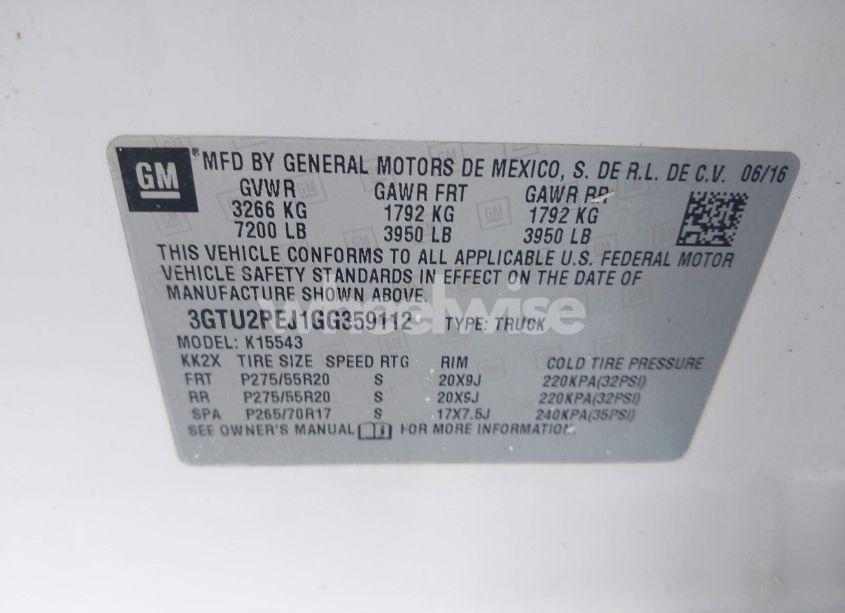 GM
MFD BY GENERAL MOTORS DE MEXICO, S. DE R.L. DE C.V. 06/16
GVWR GAWR FRT GAWR RR
3266 KG 1792 KG 1792 KG
7200 LB 3950 LB 3950 LB
THIS VEHICLE CONFORMS TO ALL APPLICABLE U.S. FEDERAL MOTOR
VEHICLE SAFETY STANDARDS IN EFFECT ON THE DATE OF
MANUFACTURE SHOWN ABOVE.
3GTU2PEJ1GG359112 TYPE: TRUCK
wheelwise
MODEL: K15543
KK2X TIRE SIZE SPEED RTG RIM COLD TIRE PRESSURE
FRT P275/55R20 S 20X9J 220KPA(32PSI)
RR P275/55R20 S 20X9J 220KPA(32PSI)
SPA P265/70R17 S 17X7.5J 240KPA(35PSI)
SEE OWNER'S MANUAL FOR MORE INFORMATION.